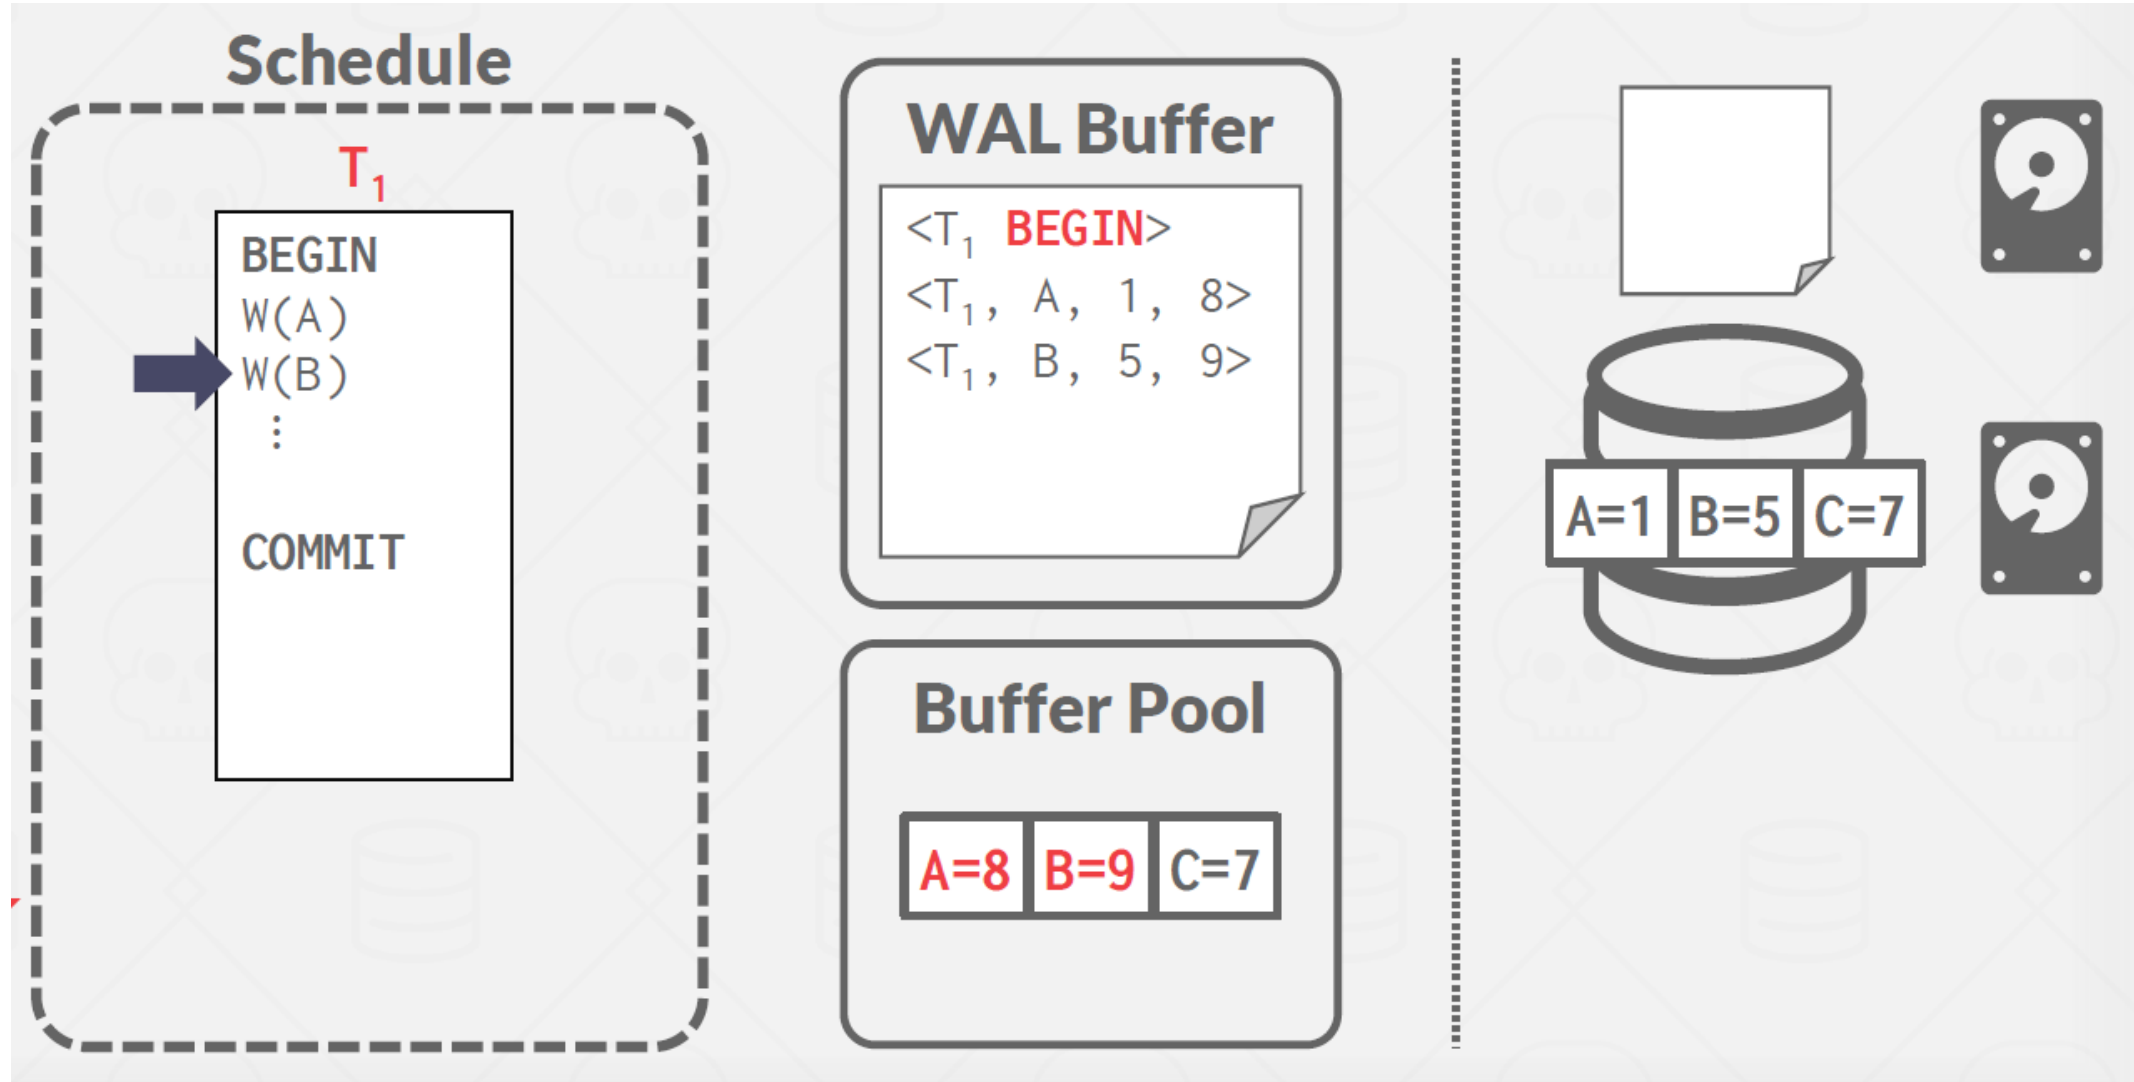 Schedule
T1
BEGIN
W(A)
W(B)
⋮
COMMIT
WAL Buffer
<T1 BEGIN>
<T1, A, 1, 8>
<T1, B, 5, 9>
Buffer Pool
A=8 B=9 C=7
A=1 B=5 C=7